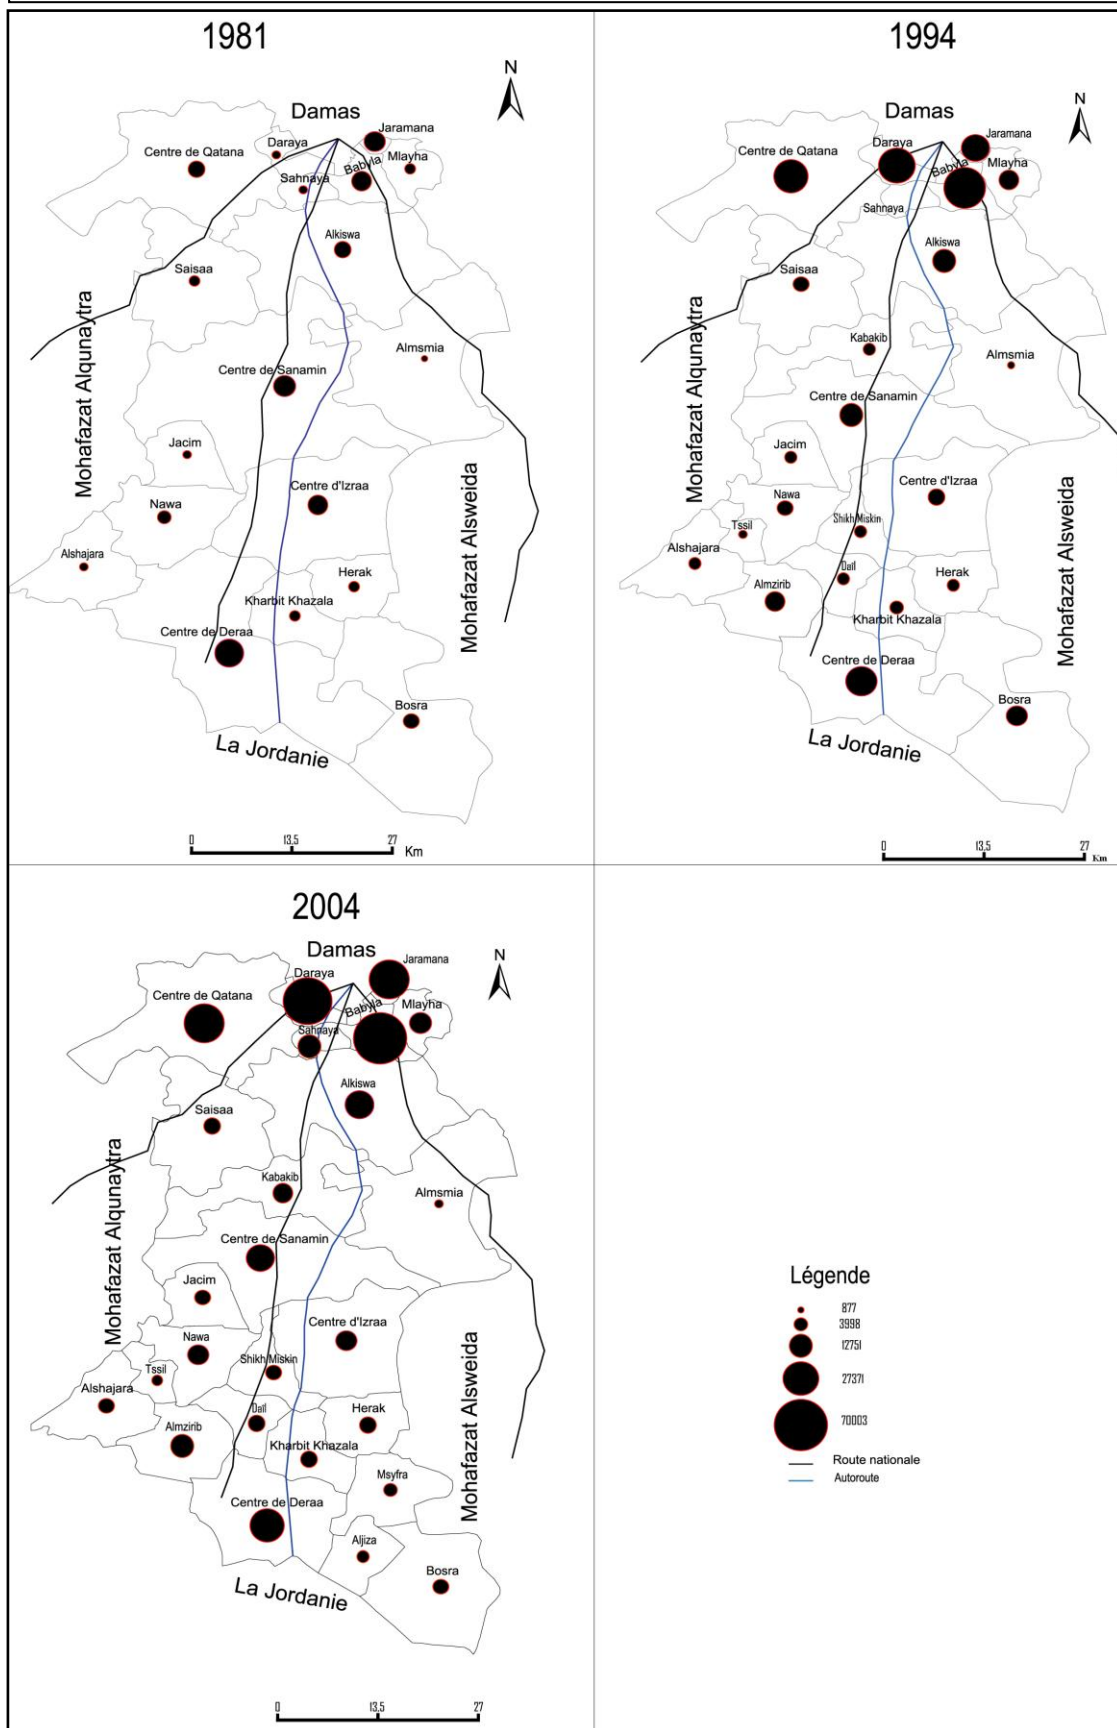 1981
N
Damas
Jaramana
Daraya
Centre de Qatana
Mlayha
Babyla
Sahnaya
Alkiswa
Saisaa
Mohafazat Alqunaytra
Almsmia
Centre de Sanamin
Jacim
Centre d'Izraa
Nawa
Mohafazat Alsweida
Alshajara
Herak
Kharbit Khazala
Centre de Deraa
Bosra
La Jordanie
0 13.5 27
Km
1994
N
Damas
Jaramana
Daraya
Centre de Qatana
Mlayha
Babyla
Sahnaya
Alkiswa
Saisaa
Kabakib
Mohafazat Alqunaytra
Almsmia
Centre de Sanamin
Jacim
Centre d'Izraa
Nawa
Shikh Miskin
Tssil
Mohafazat Alsweida
Alshajara
Dail
Almzirib
Herak
Kharbit Khazala
Centre de Deraa
Bosra
La Jordanie
0 13.5 27
Km
2004
Damas
N
Jaramana
Daraya
Centre de Qatana
Mlayha
Babyla
Sahnaya
Alkiswa
Saisaa
Kabakib
Mohafazat Alqunaytra
Almsmia
Centre de Sanamin
Jacim
Centre d'Izraa
Nawa
Shikh Miskin
Tssil
Mohafazat Alsweida
Alshajara
Dail
Herak
Almzirib
Kharbit Khazala
Msyfra
Centre de Deraa
Aljiza
Bosra
La Jordanie
0 13.5 27
Légende
877
3998
12751
27371
70003
Route nationale
Autoroute